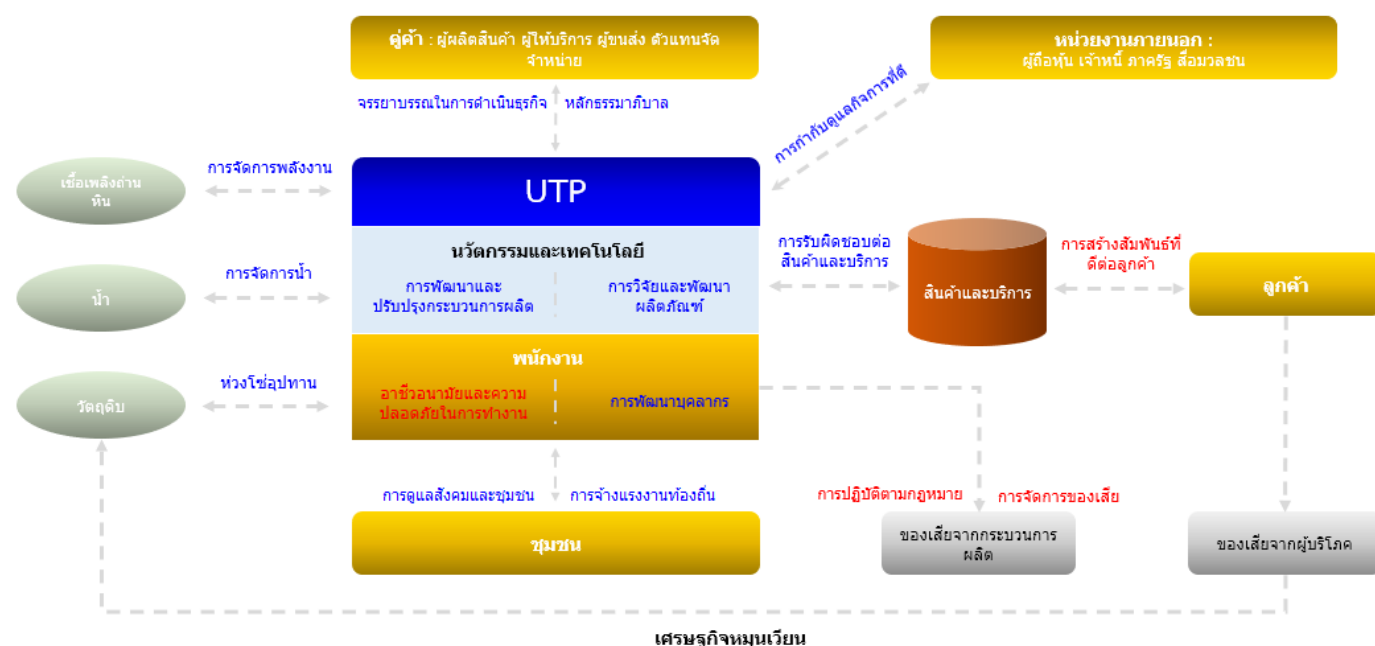 คู่ค้า : ผู้ผลิตสินค้า ผู้ให้บริการ ผู้ขนส่ง ตัวแทนจัด
จำหน่าย
หน่วยงานภายนอก :
ผู้ถือหุ้น เจ้าหนี้ ภาครัฐ สื่อมวลชน
จรรยาบรรณในการดำเนินธุรกิจ
หลักธรรมาภิบาล
การกำกับดูแลกิจการที่ดี
เชื้อเพลิงถ่าน
หิน
การจัดการพลังงาน
UTP
นวัตกรรมและเทคโนโลยี
การพัฒนาและ
ปรับปรุงกระบวนการผลิต
การวิจัยและพัฒนา
ผลิตภัณฑ์
การรับผิดชอบต่อ
สินค้าและบริการ
สินค้าและบริการ
การสร้างสัมพันธ์ที่
ดีต่อลูกค้า
ลูกค้า
น้ำ
การจัดการน้ำ
พนักงาน
อาชีวอนามัยและความ
ปลอดภัยในการทำงาน
การพัฒนาบุคลากร
วัตถุดิบ
ห่วงโซ่อุปทาน
การดูแลสังคมและชุมชน
การจ้างแรงงานท้องถิ่น
การปฏิบัติตามกฎหมาย
การจัดการของเสีย
ชุมชน
ของเสียจากกระบวนการ
ผลิต
ของเสียจากผู้บริโภค
เศรษฐกิจหมุนเวียน